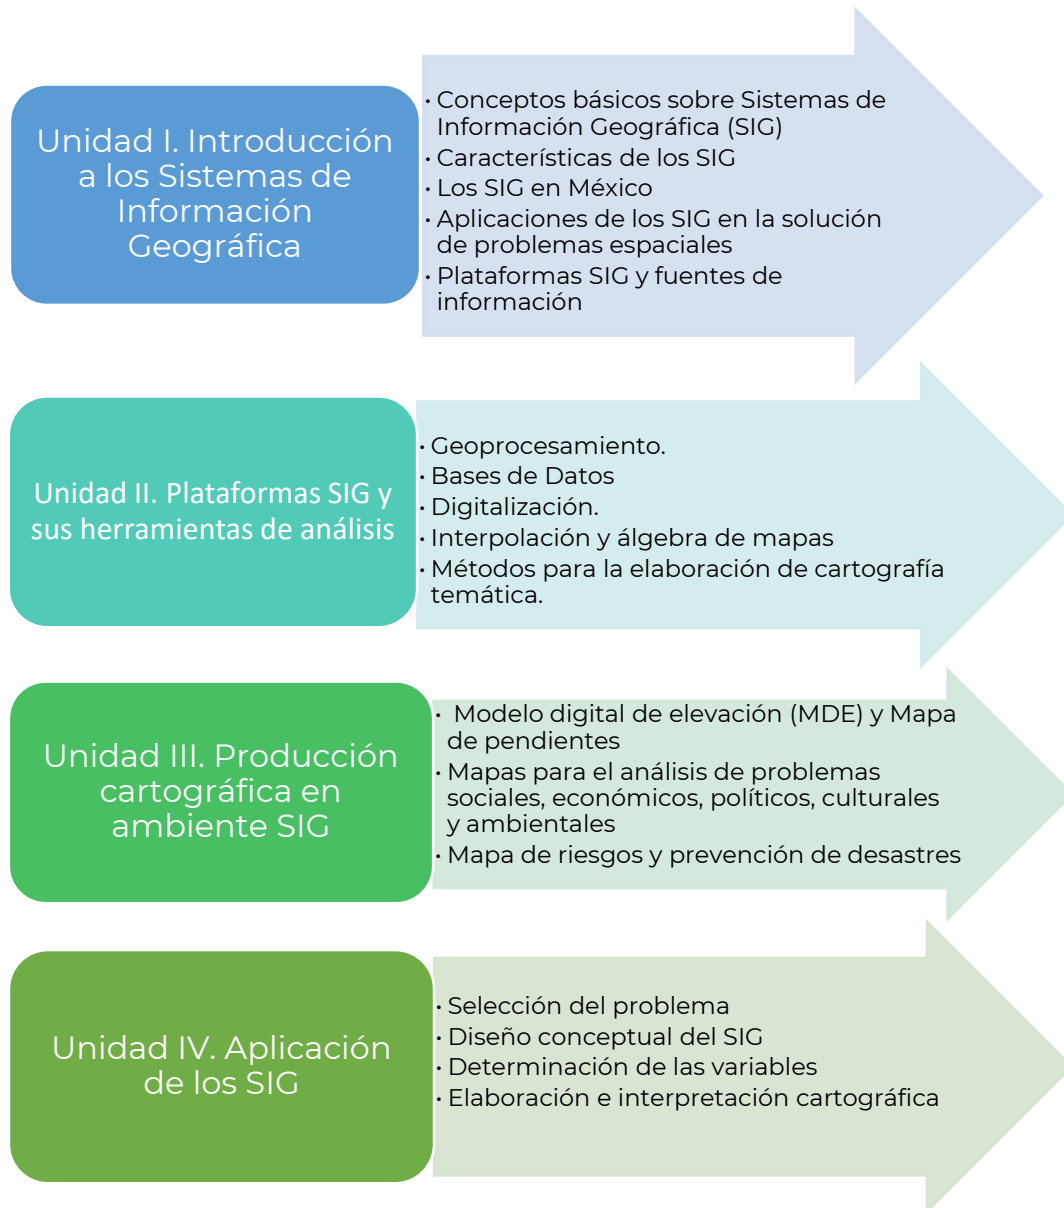 Unidad I. Introducción
a los Sistemas de
Información
Geográfica
· Conceptos básicos sobre Sistemas de
Información Geográfica (SIG)
· Características de los SIG
· Los SIG en México
· Aplicaciones de los SIG en la solución
de problemas espaciales
· Plataformas SIG y fuentes de
información
Unidad II. Plataformas SIG y
sus herramientas de análisis
· Geoprocesamiento.
· Bases de Datos
· Digitalización.
· Interpolación y álgebra de mapas
· Métodos para la elaboración de cartografía
temática.
Unidad III. Producción
cartográfica en
ambiente SIG
· Modelo digital de elevación (MDE) y Mapa
de pendientes
· Mapas para el análisis de problemas
sociales, económicos, políticos, culturales
y ambientales
· Mapa de riesgos y prevención de desastres
Unidad IV. Aplicación
de los SIG
· Selección del problema
· Diseño conceptual del SIG
· Determinación de las variables
· Elaboración e interpretación cartográfica